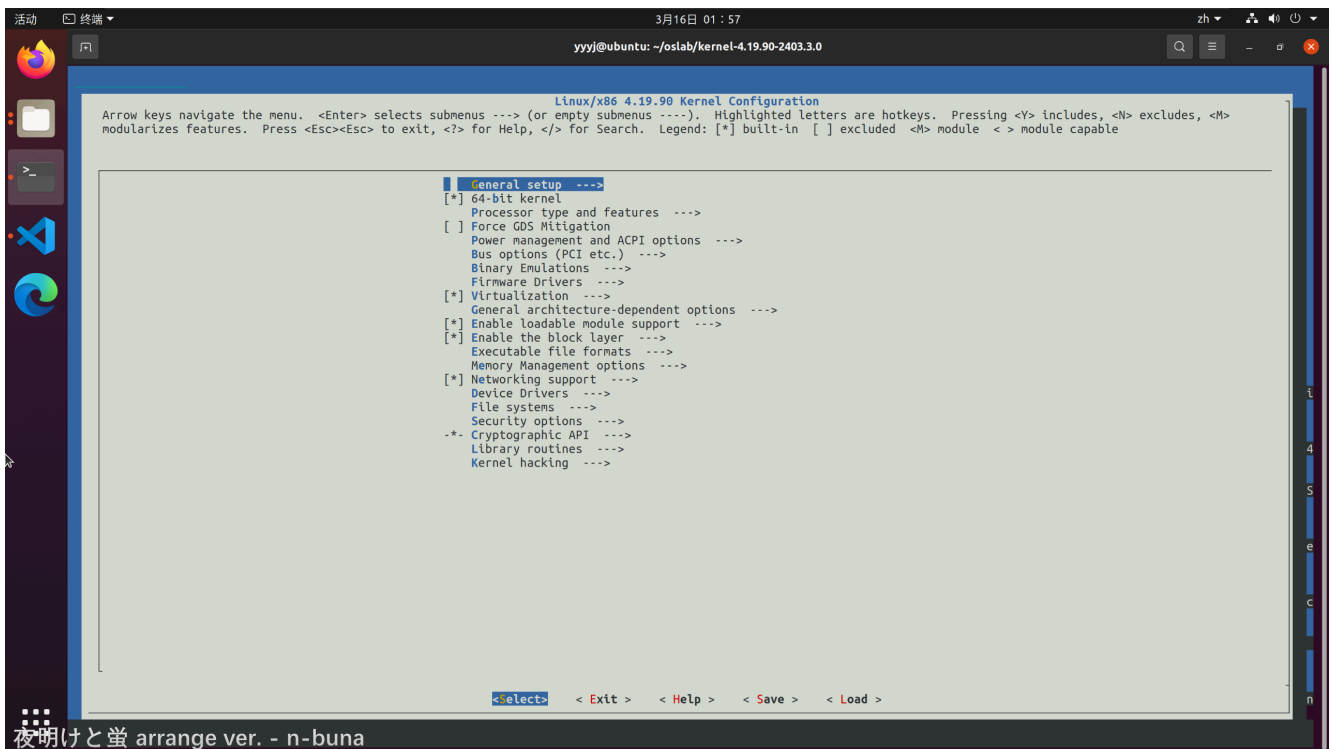 活动 终端 3月16日 01：57 zh
yyyj@ubuntu: ~/oslab/kernel-4.19.90-2403.3.0
Linux/x86 4.19.90 Kernel Configuration
Arrow keys navigate the menu.  <Enter> selects submenus ---> (or empty submenus ----).  Highlighted letters are hotkeys.  Pressing <Y> includes, <N> excludes, <M>
modularizes features.  Press <Esc><Esc> to exit, <?> for Help, </> for Search.  Legend: [*] built-in  [ ] excluded  <M> module  < > module capable
General setup  --->
[*] 64-bit kernel
Processor type and features  --->
[ ] Force GDS Mitigation
Power management and ACPI options  --->
Bus options (PCI etc.)  --->
Binary Emulations  --->
Firmware Drivers  --->
[*] Virtualization  --->
General architecture-dependent options  --->
[*] Enable loadable module support  --->
[*] Enable the block layer  --->
Executable file formats  --->
Memory Management options  --->
[*] Networking support  --->
Device Drivers  --->
File systems  --->
Security options  --->
-*- Cryptographic API  --->
Library routines  --->
Kernel hacking  --->
i
4
S
e
c
n
<Select>    < Exit >    < Help >    < Save >    < Load >
夜明けと蛍 arrange ver. - n-buna